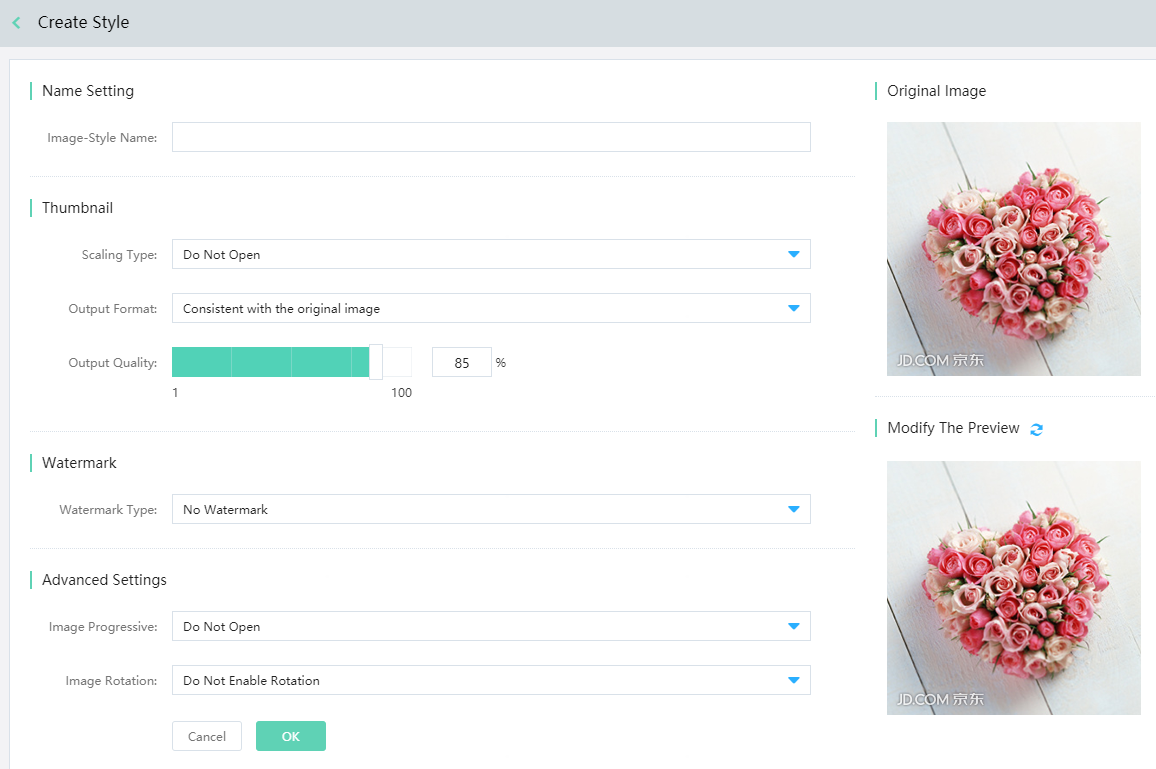 Create Style
Name Setting
Image-Style Name:
Thumbnail
Scaling Type: Do Not Open
Output Format: Consistent with the original image
Output Quality: 85 %
1 100
Watermark
Watermark Type: No Watermark
Advanced Settings
Image Progressive: Do Not Open
Image Rotation: Do Not Enable Rotation
Cancel OK
Original Image
JD.COM 京东
Modify The Preview
JD.COM 京东